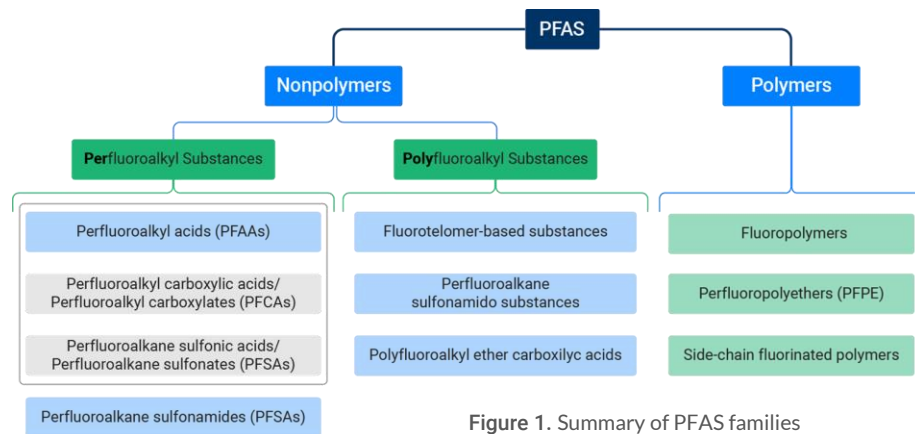 PFAS
Nonpolymers
Polymers
Perfluoroalkyl Substances
Polyfluoroalkyl Substances
Perfluoroalkyl acids (PFAAs)
Perfluoroalkyl carboxylic acids/
Perfluoroalkyl carboxylates (PFCAs)
Perfluoroalkane sulfonic acids/
Perfluoroalkane sulfonates (PFSAs)
Perfluoroalkane sulfonamides (PFSAs)
Fluorotelomer-based substances
Perfluoroalkane
sulfonamido substances
Polyfluoroalkyl ether carboxilyc acids
Fluoropolymers
Perfluoropolyethers (PFPE)
Side-chain fluorinated polymers
Figure 1. Summary of PFAS families